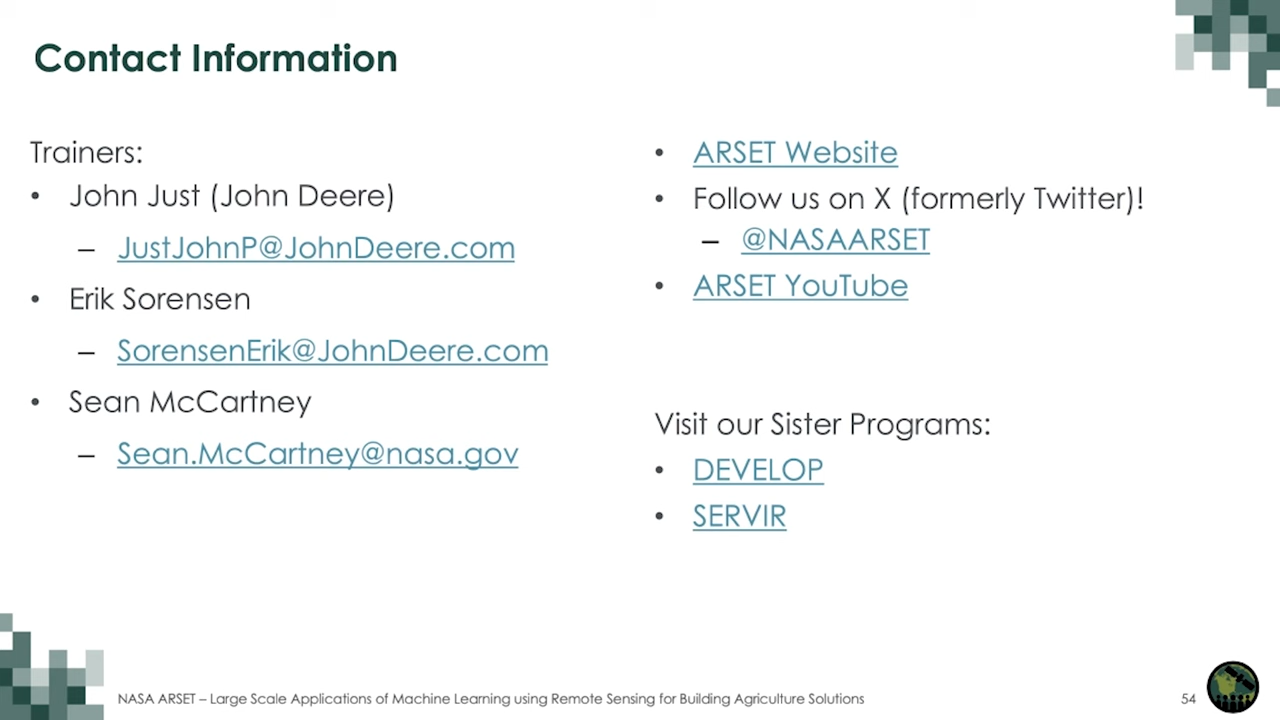 Contact Information
Trainers:
• John Just (John Deere)
– JustJohnP@JohnDeere.com
• Erik Sorensen
– SorensenErik@JohnDeere.com
• Sean McCartney
– Sean.McCartney@nasa.gov
• ARSET Website
• Follow us on X (formerly Twitter)!
– @NASAARSET
• ARSET YouTube
Visit our Sister Programs:
• DEVELOP
• SERVIR
NASA ARSET – Large Scale Applications of Machine Learning using Remote Sensing for Building Agriculture Solutions
54